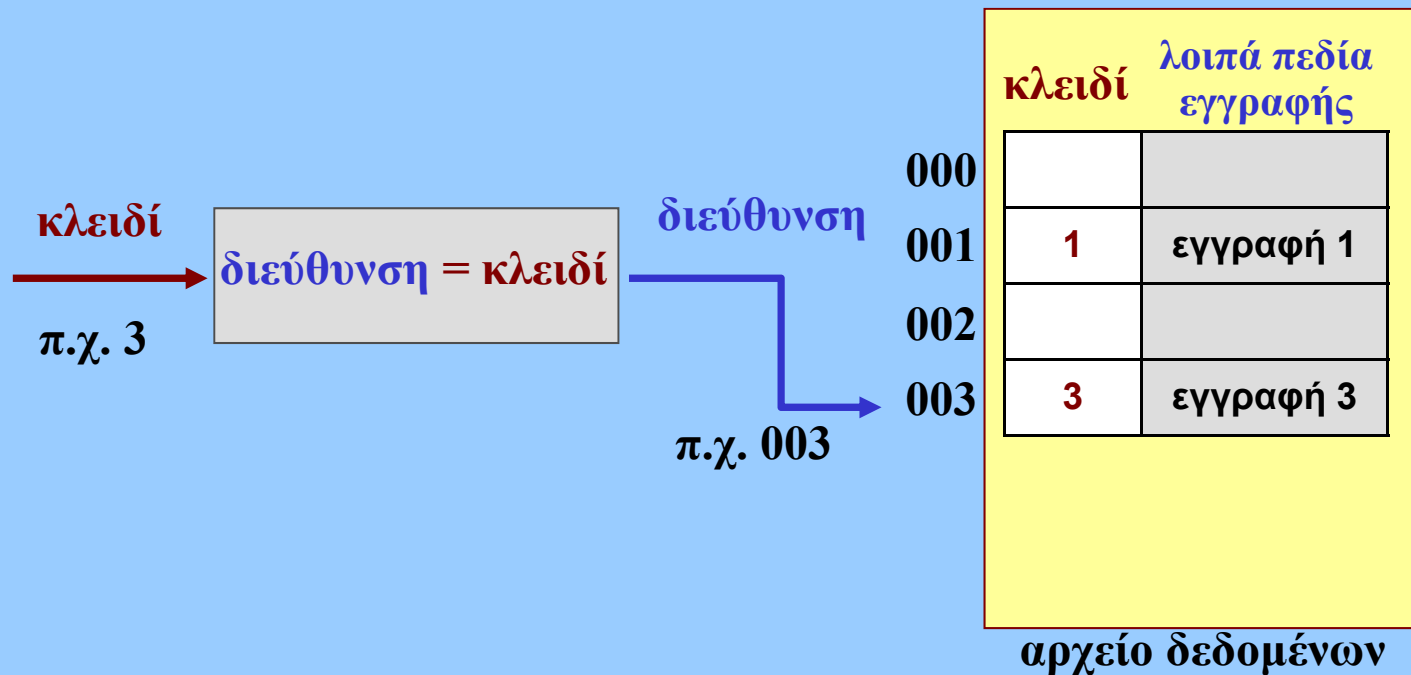 κλειδί
π.χ. 3
διεύθυνση = κλειδί
διεύθυνση
π.χ. 003
κλειδί λοιπά πεδία
εγγραφής
000
001 1 εγγραφή 1
002
003 3 εγγραφή 3
αρχείο δεδομένων